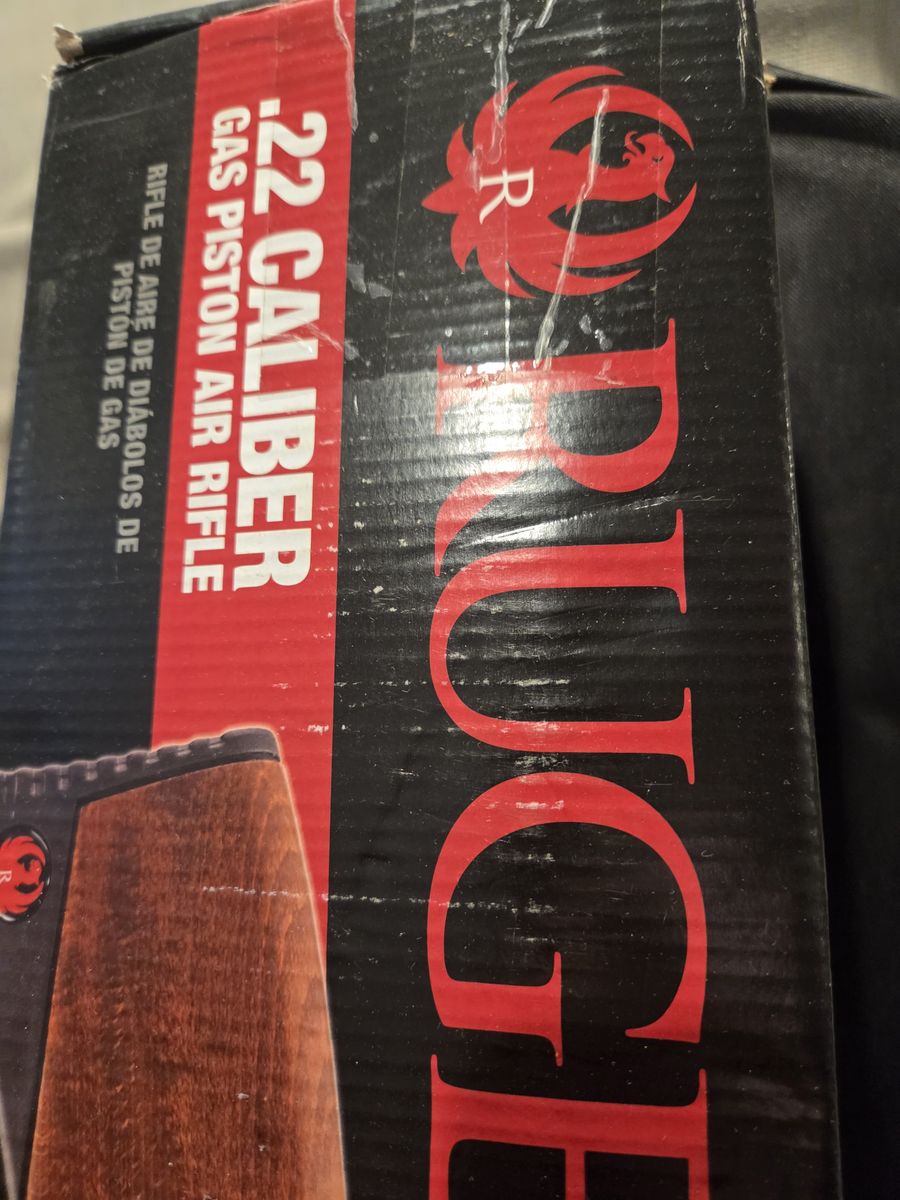 R
RUGE
.22 CALIBER
GAS PISTON AIR RIFLE
RIFLE DE AIRE DE DIÁBOLOS DE
PISTÓN DE GAS
R